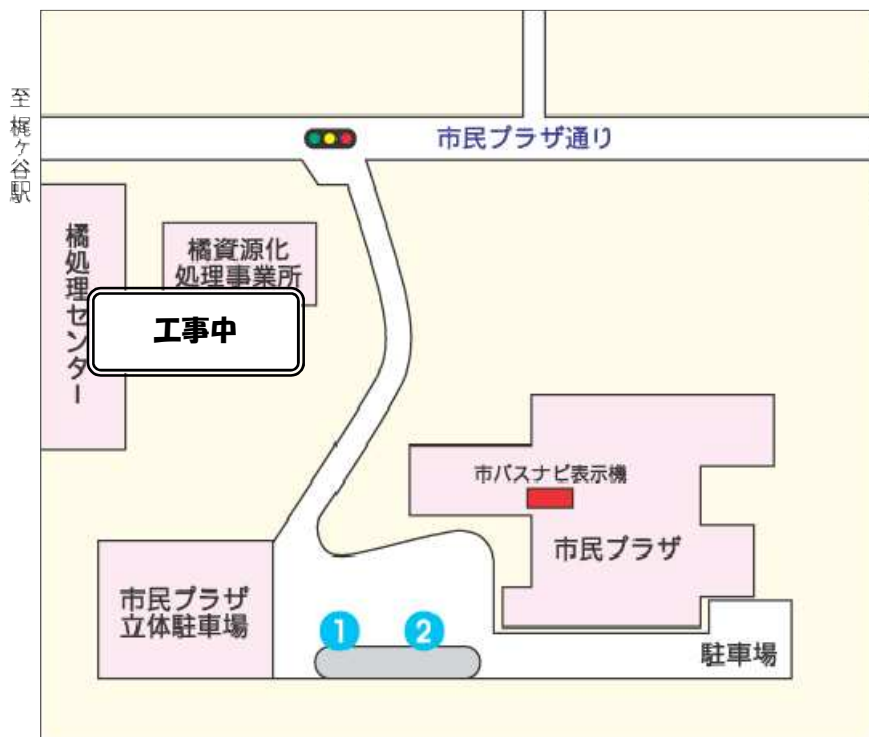 至梶ヶ谷駅
市民プラザ通り
橘処理センター
橘資源化
処理事業所
工事中
市バスナビ表示機
市民プラザ
市民プラザ
立体駐車場
1
2
駐車場